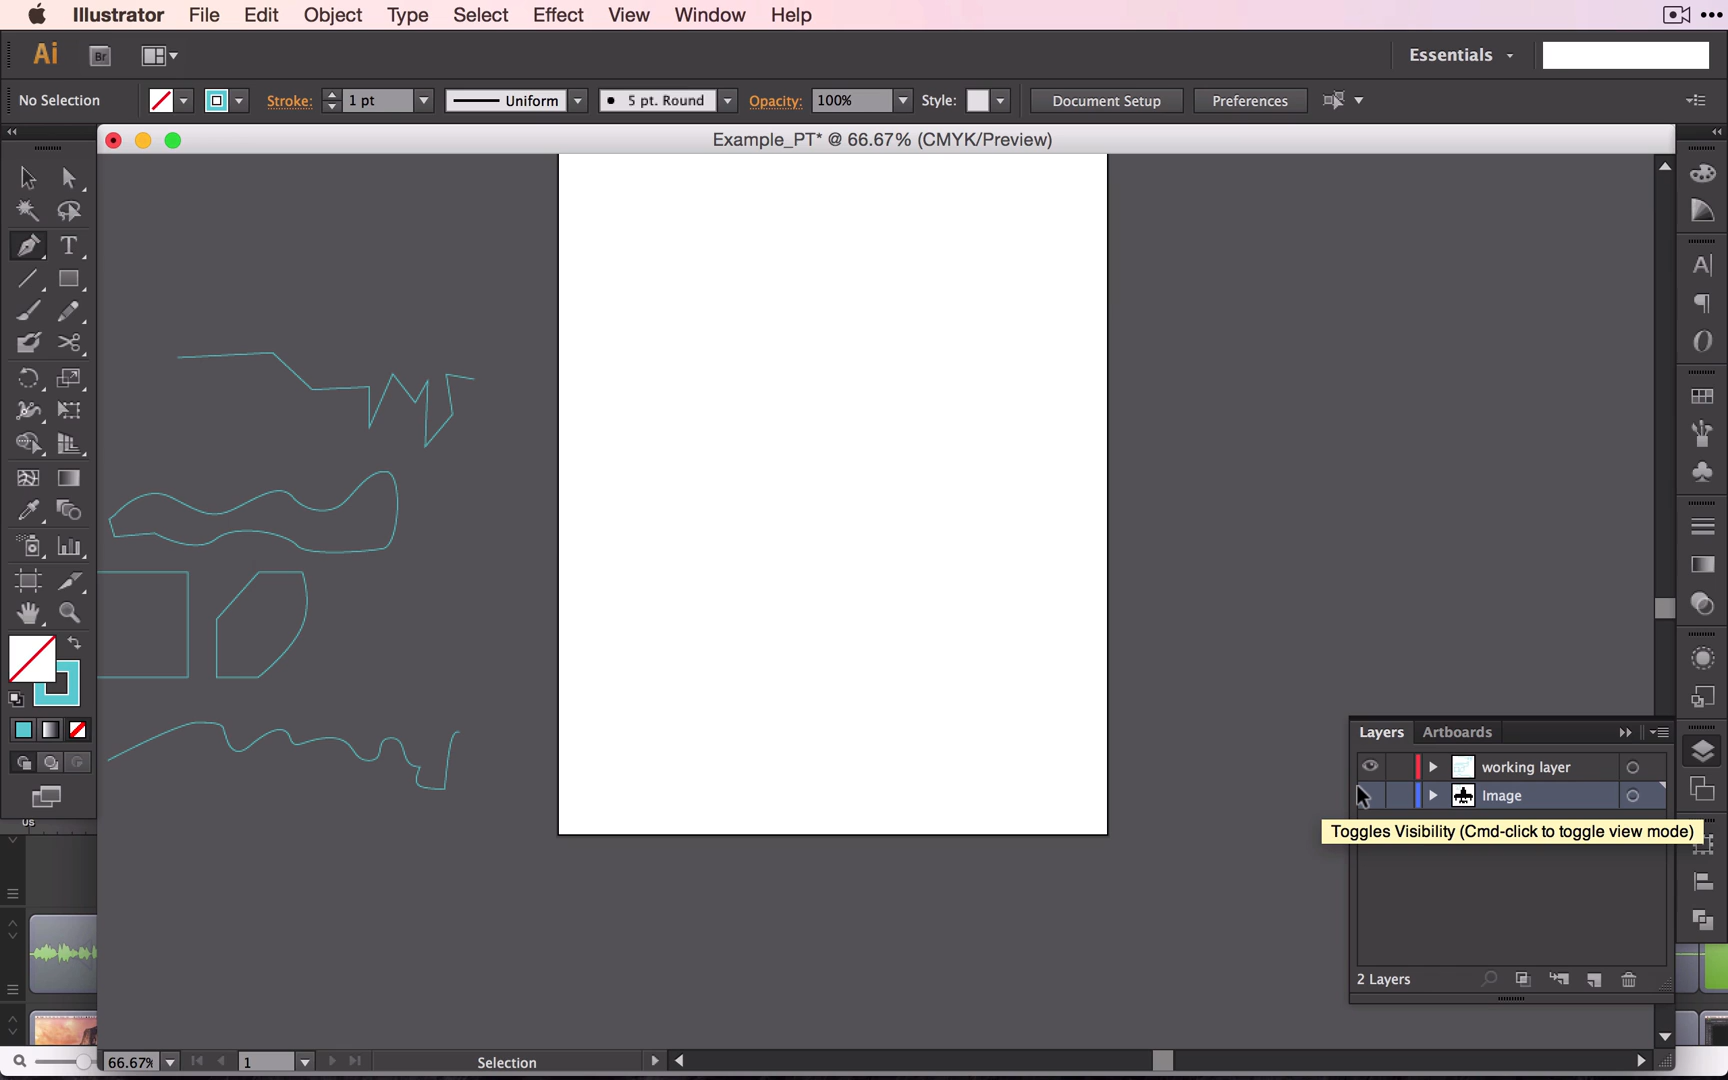 Illustrator File Edit Object Type Select Effect View Window Help
Ai Br Essentials
No Selection Stroke: 1 pt Uniform 5 pt. Round Opacity: 100% Style: Document Setup Preferences
Example_PT* @ 66.67% (CMYK/Preview)
Layers Artboards
working layer
Image
Toggles Visibility (Cmd-click to toggle view mode)
US
2 Layers
66.67% 1 Selection